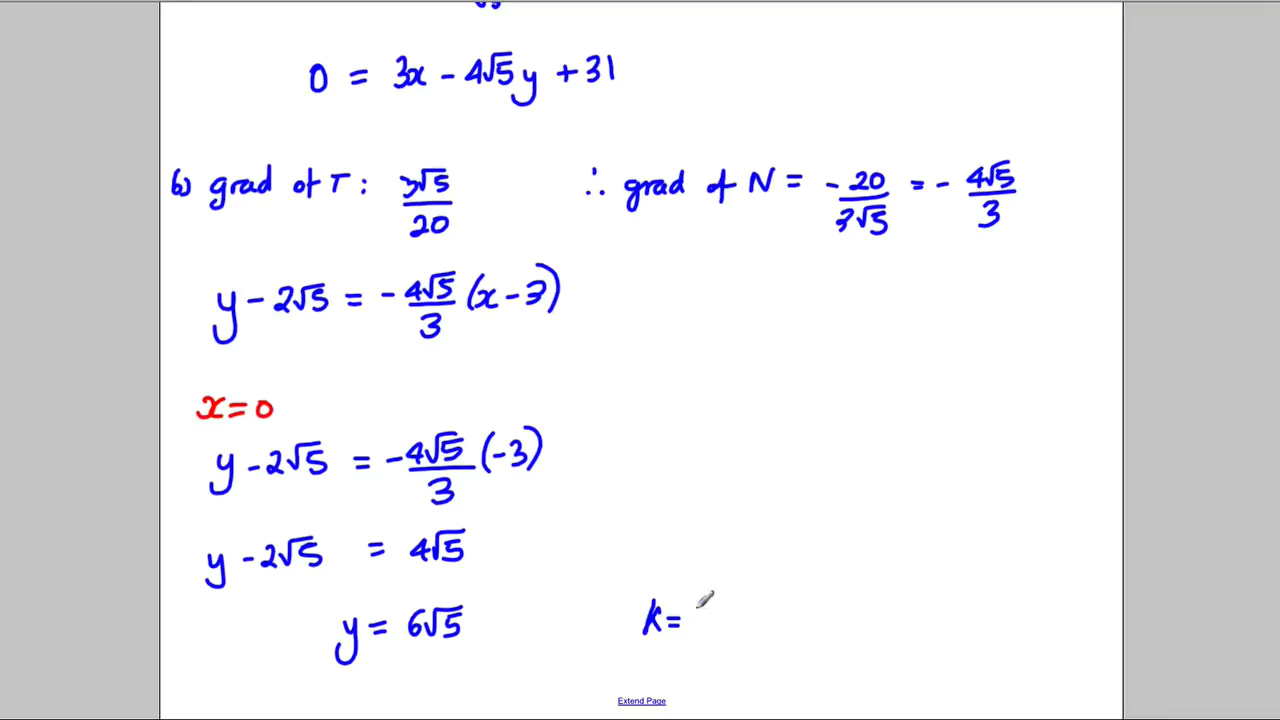 0 = 3x - 4√5y + 31
b) grad of T: 3√5/20 ∴ grad of N = -20/3√5 = -4√5/3
y - 2√5 = -4√5/3 (x - 3)
x = 0
y - 2√5 = -4√5/3 (-3)
y - 2√5 = 4√5
y = 6√5 k =
Extend Page